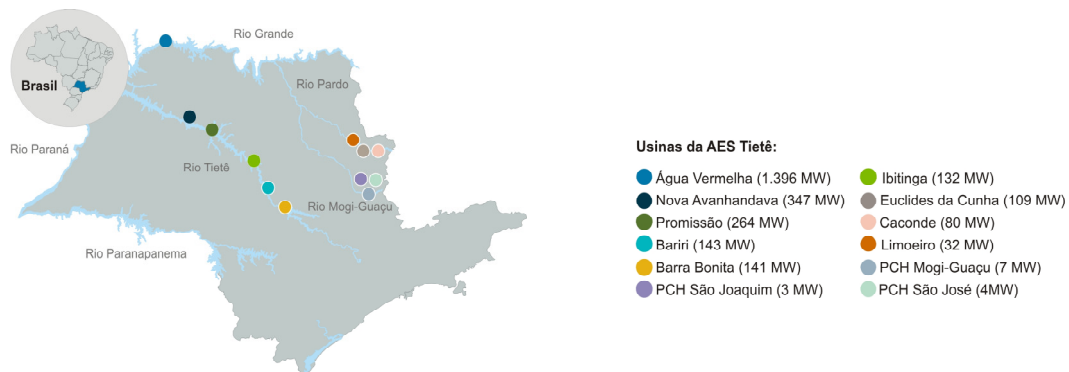 Rio Grande
Brasil
Rio Pardo
Rio Paraná
Rio Tietê
Rio Mogi-Guaçu
Rio Paranapanema
Usinas da AES Tietê:
Água Vermelha (1.396 MW)
Nova Avanhandava (347 MW)
Promissão (264 MW)
Bariri (143 MW)
Barra Bonita (141 MW)
PCH São Joaquim (3 MW)
Ibitinga (132 MW)
Euclides da Cunha (109 MW)
Caconde (80 MW)
Limoeiro (32 MW)
PCH Mogi-Guaçu (7 MW)
PCH São José (4MW)